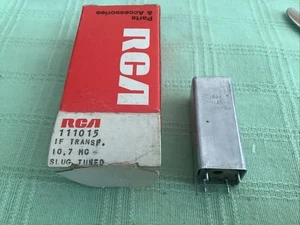 Parts
& Accessories
RCA
RCA
111015
IF TRANSF.
10.7 MC
SLUG TUNED